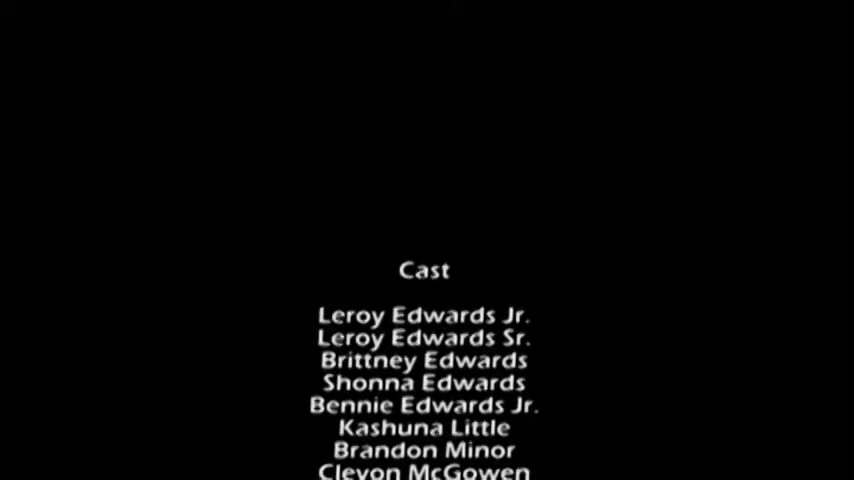 Cast
Leroy Edwards Jr.
Leroy Edwards Sr.
Brittney Edwards
Shonna Edwards
Bennie Edwards Jr.
Kashuna Little
Brandon Minor
Clevon McGowen